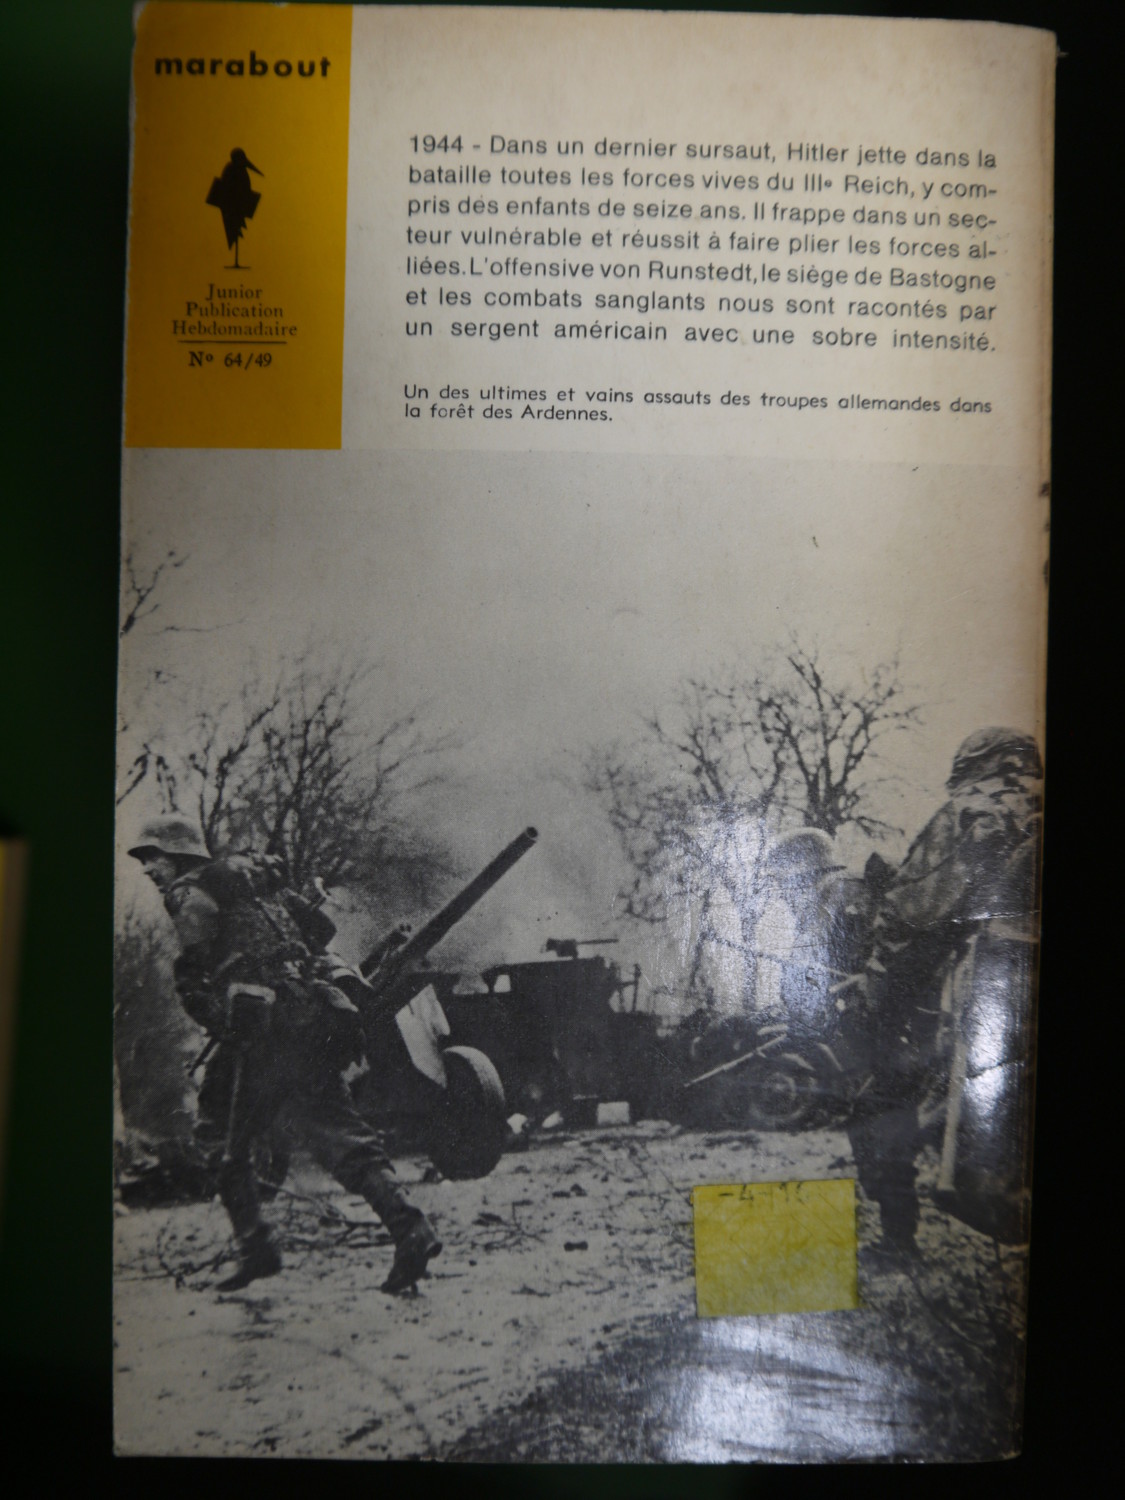 marabout
Junior
Publication
Hebdomadaire
Nº 64/49
1944 - Dans un dernier sursaut, Hitler jette dans la
bataille toutes les forces vives du IIIe Reich, y com-
pris des enfants de seize ans. Il frappe dans un sec-
teur vulnérable et réussit à faire plier les forces al-
liées. L'offensive von Runstedt, le siège de Bastogne
et les combats sanglants nous sont racontés par
un sergent américain avec une sobre intensité.
Un des ultimes et vains assauts des troupes allemandes dans
la forêt des Ardennes.